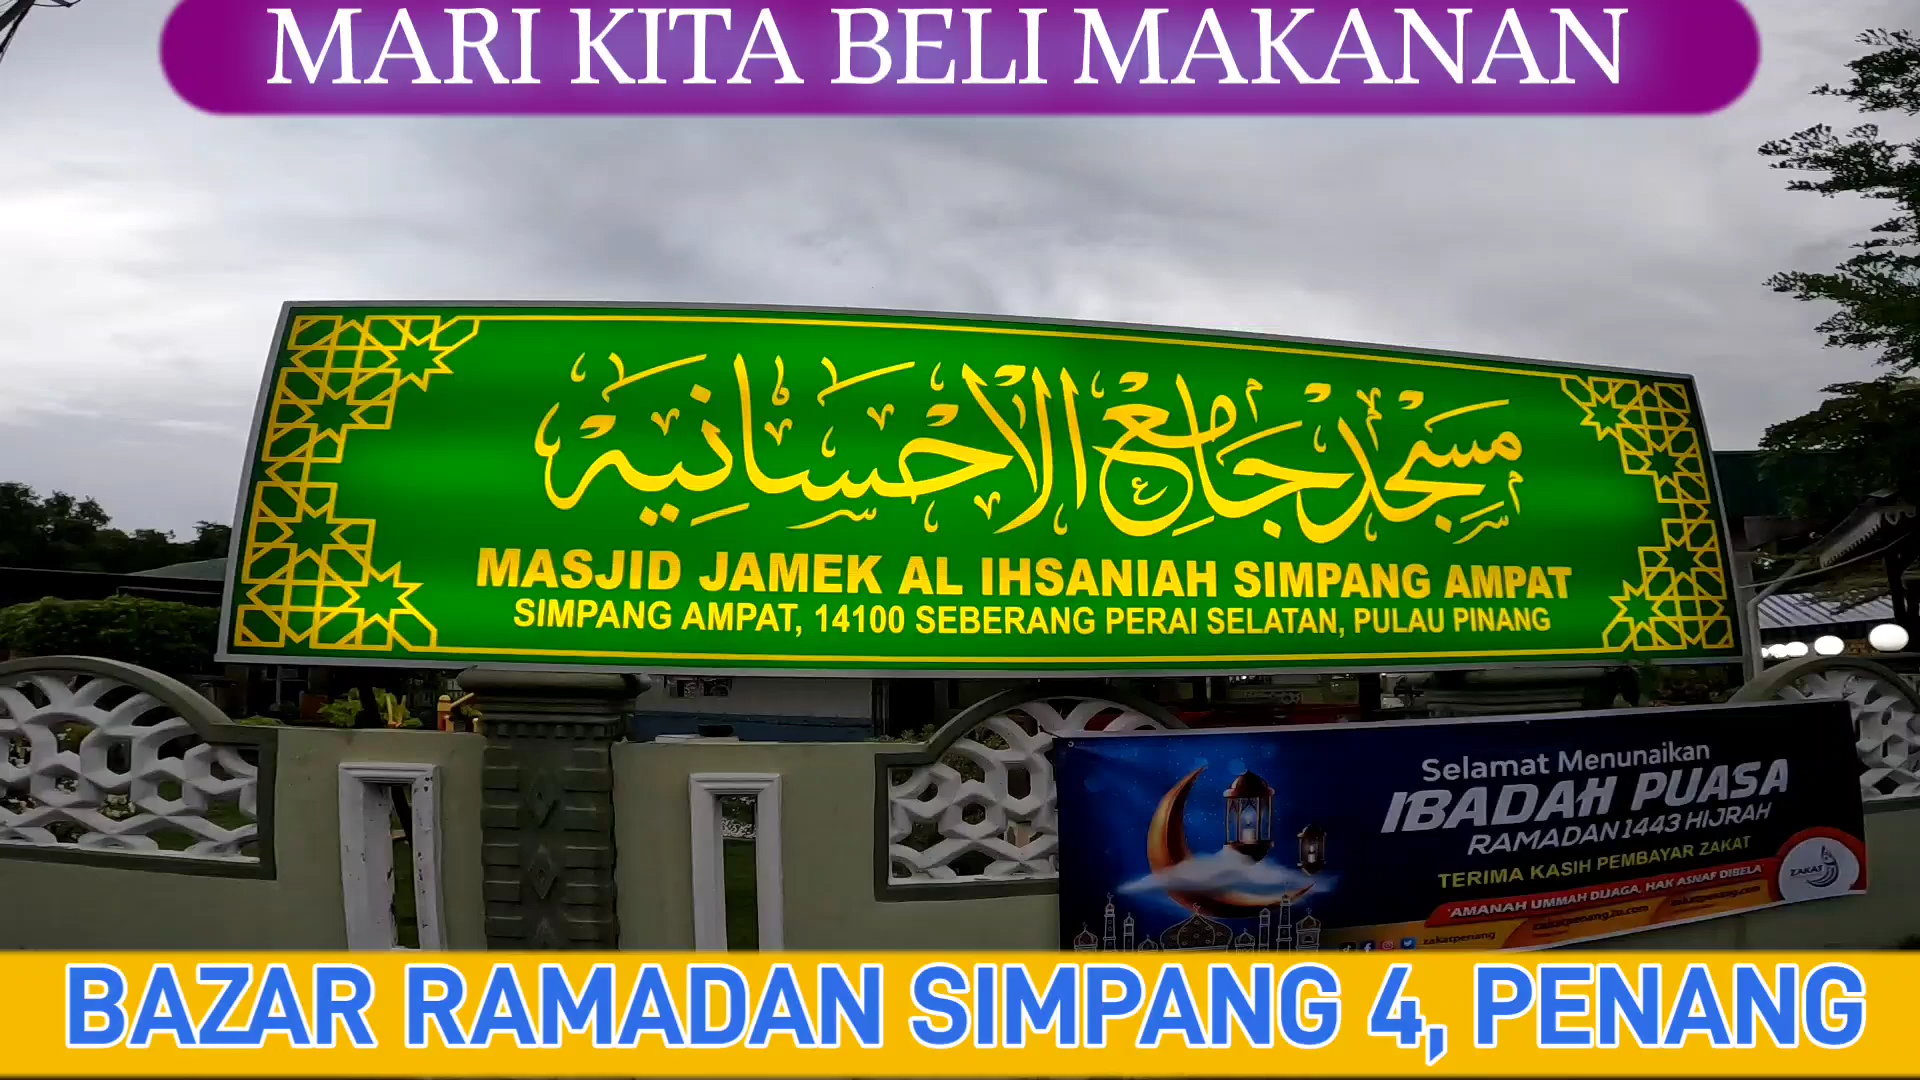 MARI KITA BELI MAKANAN
مسجد جامع الاحسانيه
MASJID JAMEK AL IHSANIAH SIMPANG AMPAT
SIMPANG AMPAT, 14100 SEBERANG PERAI SELATAN, PULAU PINANG
Selamat Menunaikan
IBADAH PUASA
RAMADAN 1443 HIJRAH
TERIMA KASIH PEMBAYAR ZAKAT
"AMANAH UMMAH DIJAGA, HAK ASNAF DIBELA
ZAKAT
zakatpenang
BAZAR RAMADAN SIMPANG 4, PENANG